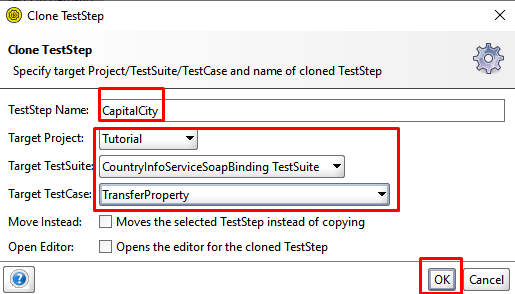 Clone TestStep
Clone TestStep
Specify target Project/TestSuite/TestCase and name of cloned TestStep
TestStep Name: CapitalCity
Target Project: Tutorial
Target TestSuite: CountryInfoServiceSoapBinding TestSuite
Target TestCase: TransferProperty
Move Instead: Moves the selected TestStep instead of copying
Open Editor: Opens the editor for the cloned TestStep
? OK Cancel